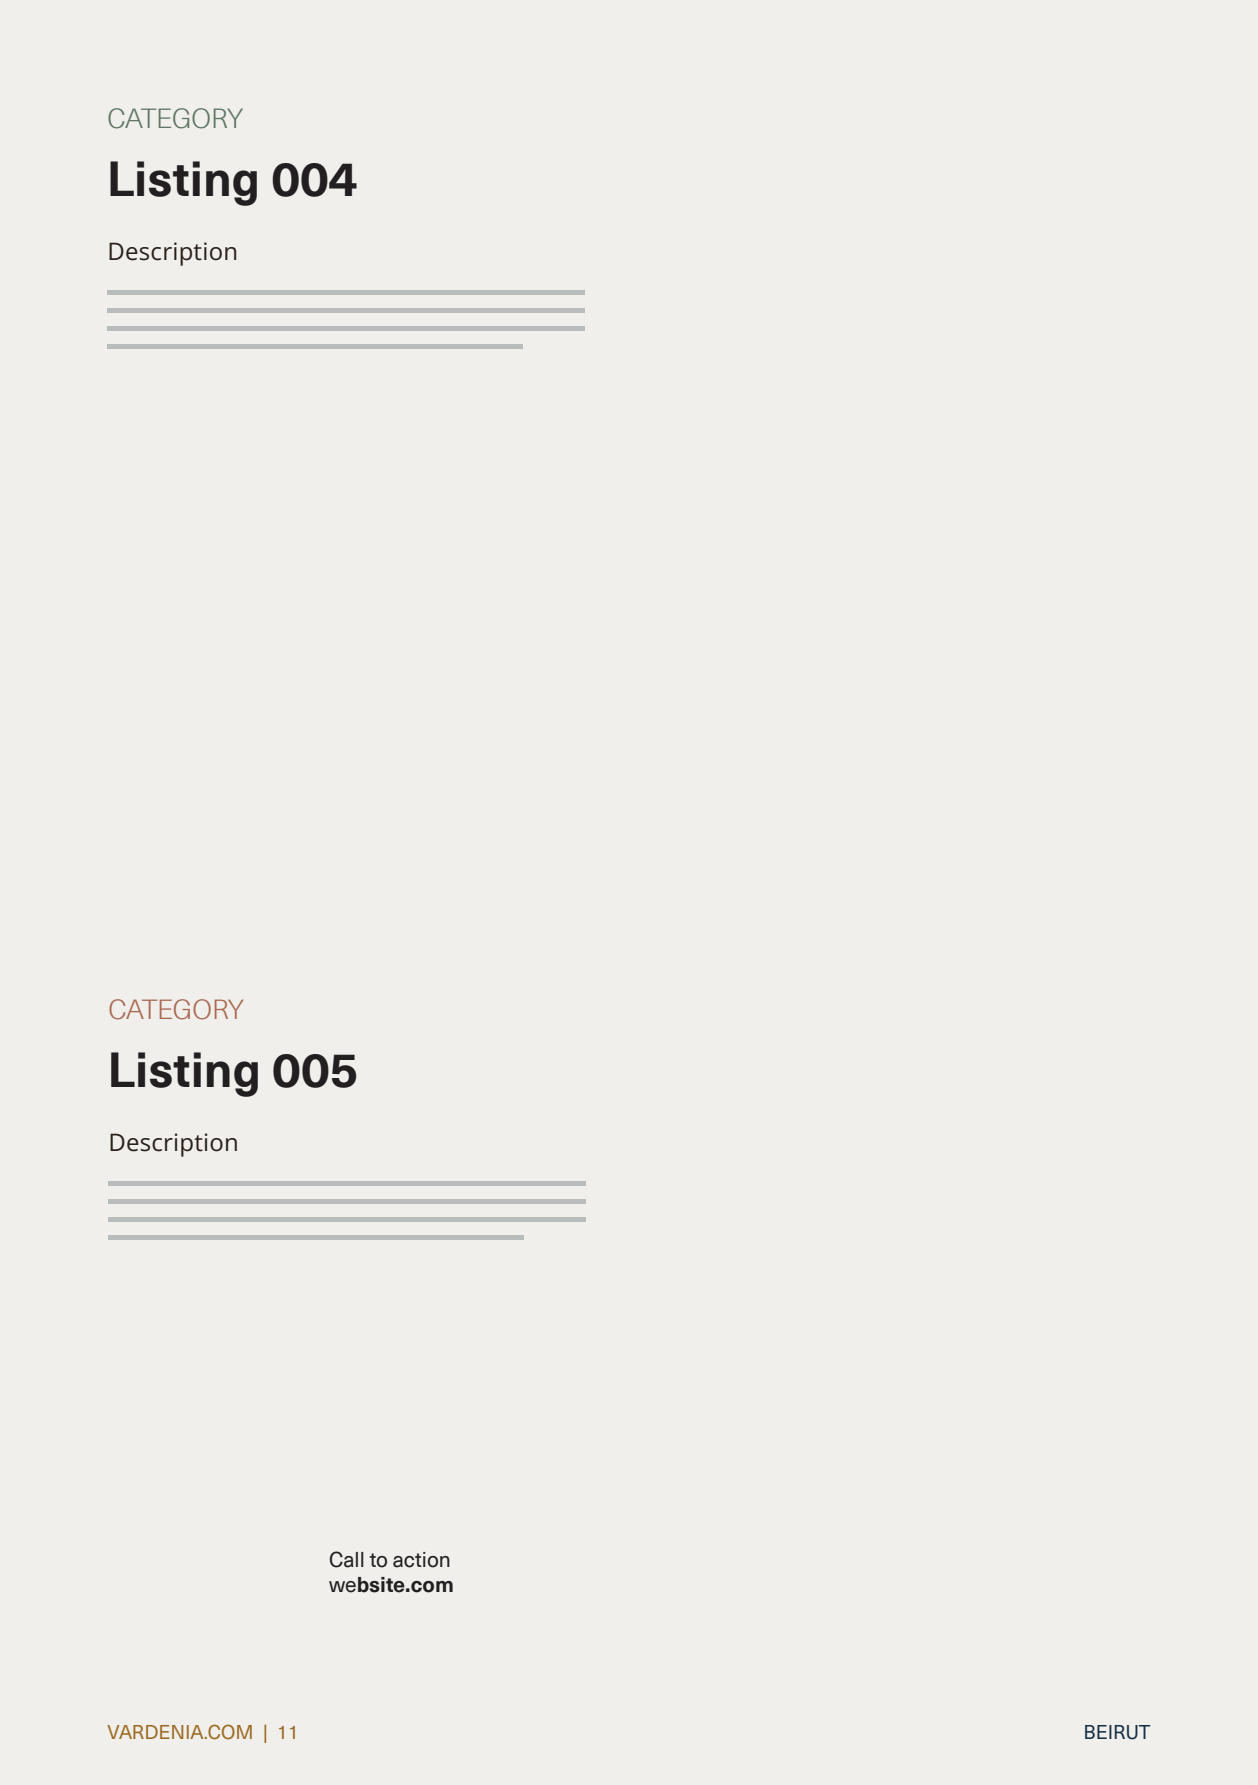 CATEGORY
Listing 004
Description
CATEGORY
Listing 005
Description
Call to action
website.com
VARDENIA.COM | 11
BEIRUT